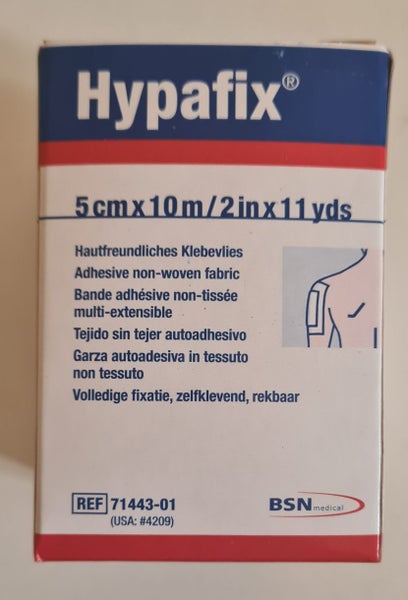 Hypafix®
5 cm x 10 m / 2 in x 11 yds
Hautfreundliches Klebevlies
Adhesive non-woven fabric
Bande adhésive non-tissée
multi-extensible
Tejido sin tejer autoadhesivo
Garza autoadesiva in tessuto
non tessuto
Volledige fixatie, zelfklevend, rekbaar
REF 71443-01
(USA: #4209)
BSN medical